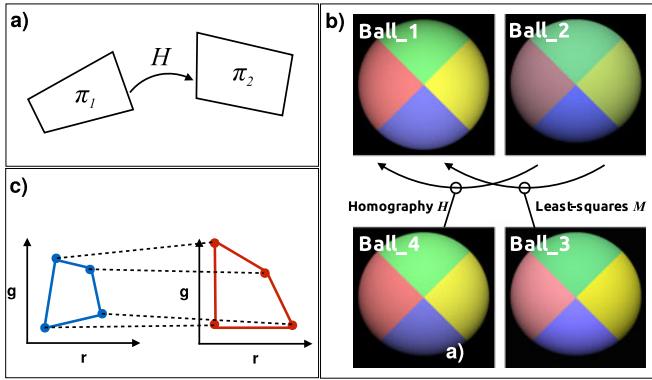 a)
H
π1
π2
b)
Ball_1
Ball_2
Homography H
Least-squares M
Ball_4
Ball_3
a)
c)
g
r
g
r